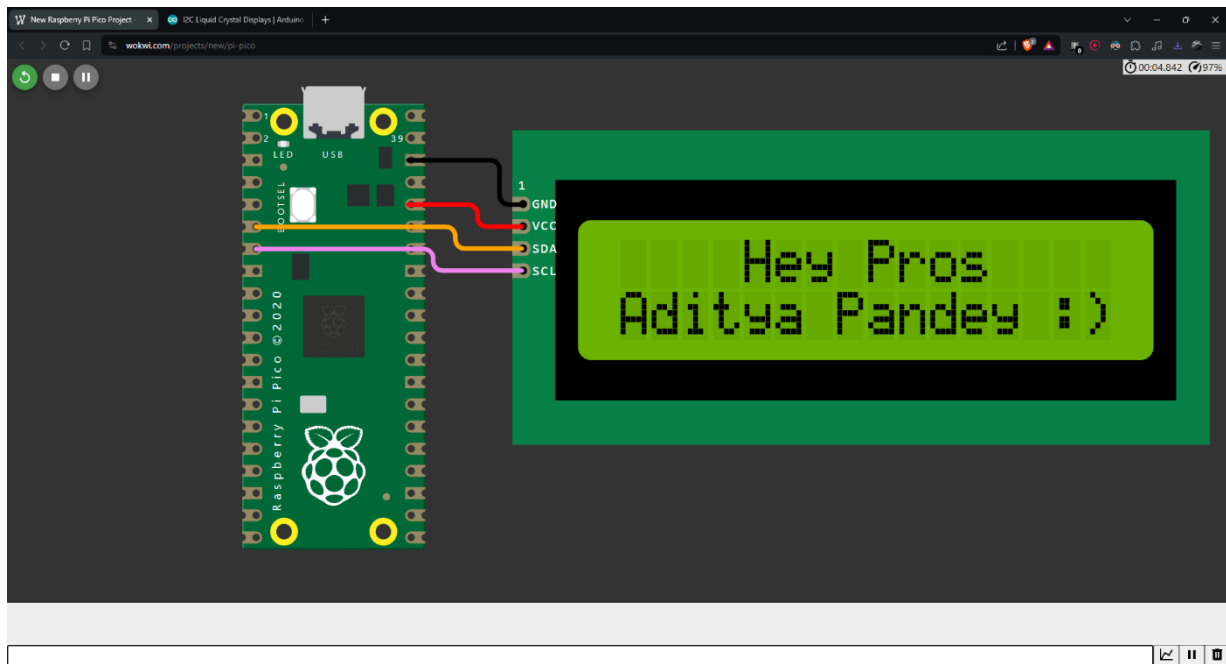 New Raspberry Pi Pico Project -
I2C Liquid Crystal Displays | Arduino
wokwi.com/projects/new/pi-pico
00:04.842 97%
1
2
39
LED USB
BOOTSEL
Raspberry Pi Pico ©2020
1
GND
VCC
SDA
SCL
Hey Pros
Aditya Pandey :)